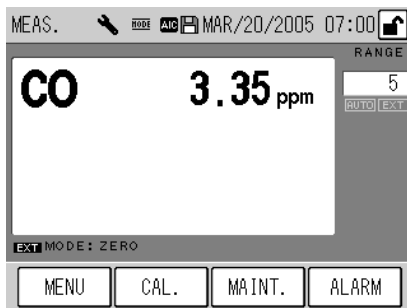 MEAS. MODE AIC MAR/20/2005 07:00
RANGE
CO 3.35 ppm
5
AUTO EXT
EXT MODE: ZERO
MENU CAL. MAINT. ALARM